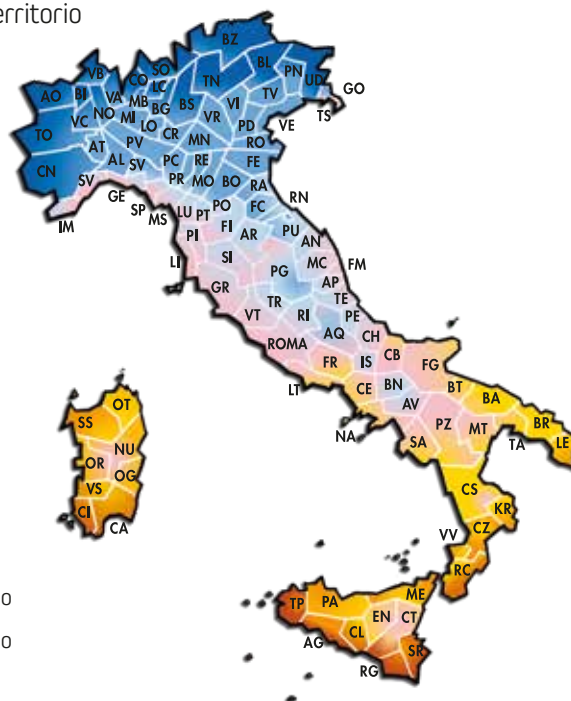 erritorio
BZ
VB
SO
BL
PN
CO
LC
TN
UD
GO
AO
BI
VA
MB
BG
BS
VI
TV
TS
VC
NO
MI
VR
PD
VE
TO
LO
CR
MN
RO
AT
PV
CN
AL
SV
PC
RE
FE
SV
PR
MO
BO
RA
GE
RN
IM
SP
MS
LU
PT
PO
FC
PI
FI
AR
PU
AN
LI
SI
MC
FM
PG
AP
GR
TR
TE
VT
RI
PE
AQ
CH
ROMA
CB
FR
IS
FG
LT
CE
BN
BT
BA
AV
NA
PZ
MT
BR
SA
TA
LE
OT
SS
NU
OR
OG
VS
CI
CA
CS
KR
CZ
VV
RC
o
TP
PA
ME
EN
CT
o
AG
CL
SR
RG